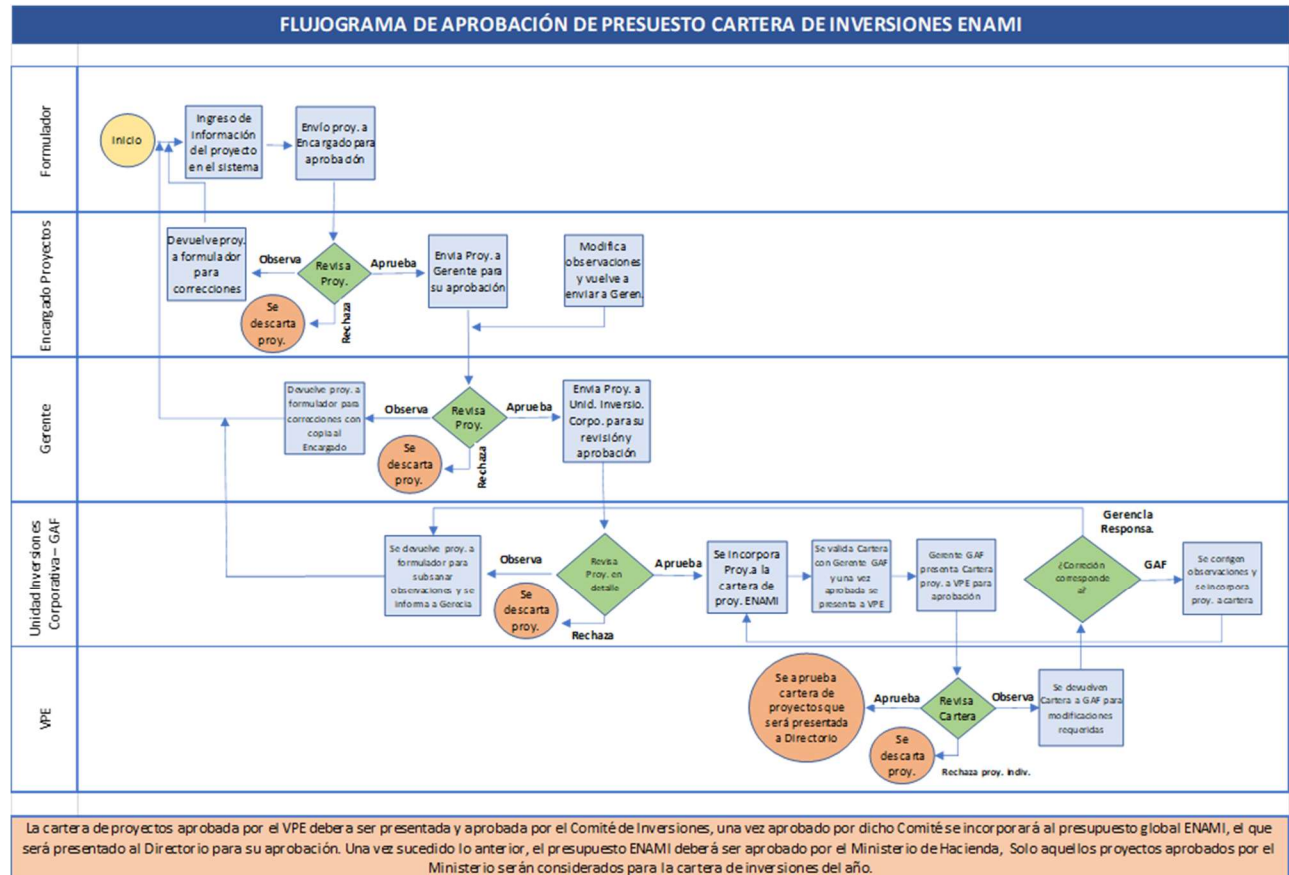 FLUJOGRAMA DE APROBACIÓN DE PRESUESTO CARTERA DE INVERSIONES ENAMI
Formulador
Inicio
Ingreso de
información
del proyecto
en el sistema
Envío proy. a
Encargado para
aprobación
Encargado Proyectos
Devuelve proy.
a formulador
para
correcciones
Observa
Revisa
Proy.
Aprueba
Envia Proy. a
Gerente para
su aprobación
Modifica
observaciones
y vuelve a
enviar a Geren.
Se
descarta
proy.
Rechaza
Gerente
Devuelve proy. a
formulador para
correcciones con
copia al
Encargado
Observa
Revisa
Proy.
Aprueba
Envia Proy. a
Unid. Inversio.
Corpo. para su
revisión y
aprobación
Se
descarta
proy.
Rechaza
Unidad Inversiones
Corporativa – GAF
Se devuelve proy. a
formulador para
subsanar
observaciones y se
informa a Gerecia
Observa
Revisa
Proy. en
detalle
Aprueba
Se incorpora
Proy.a la
cartera de
proy. ENAMI
Se valida Cartera
con Gerente GAF
y una vez
aprobada se
presenta a VPE
Gerente GAF
presenta Cartera
proy. a VPE para
aprobación
Gerencia
Responsa.
¿Correción
corresponde
a?
GAF
Se corrigen
observaciones y
se incorpora
proy. a cartera
Se
descarta
proy.
Rechaza
VPE
Se aprueba
cartera de
proyectos que
será presentada
a Directorio
Aprueba
Revisa
Cartera
Observa
Se devuelven
Cartera a GAF para
modificaciones
requeridas
Se
descarta
proy.
Rechaza proy. indiv.
La cartera de proyectos aprobada por el VPE debera ser presentada y aprobada por el Comité de Inversiones, una vez aprobado por dicho Comité se incorporará al presupuesto global ENAMI, el que
será presentado al Directorio para su aprobación. Una vez sucedido lo anterior, el presupuesto ENAMI deberá ser aprobado por el Ministerio de Hacienda, Solo aquellos proyectos aprobados por el
Ministerio serán considerados para la cartera de inversiones del año.